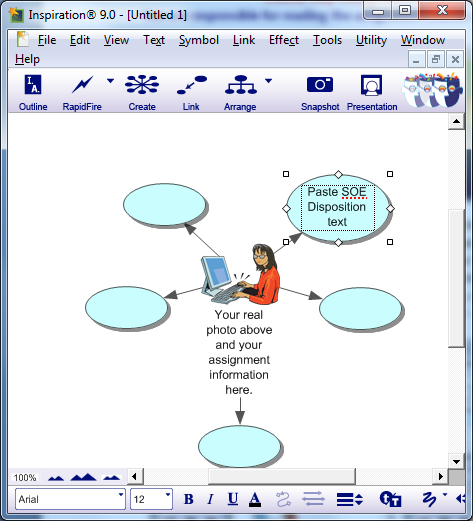 Inspiration® 9.0 - [Untitled 1]
File Edit View Text Symbol Link Effect Tools Utility Window
Help
Outline RapidFire Create Link Arrange Snapshot Presentation
Paste SOE
Disposition
text
Your real
photo above
and your
assignment
information
here.
100%
Arial 12 B I U A